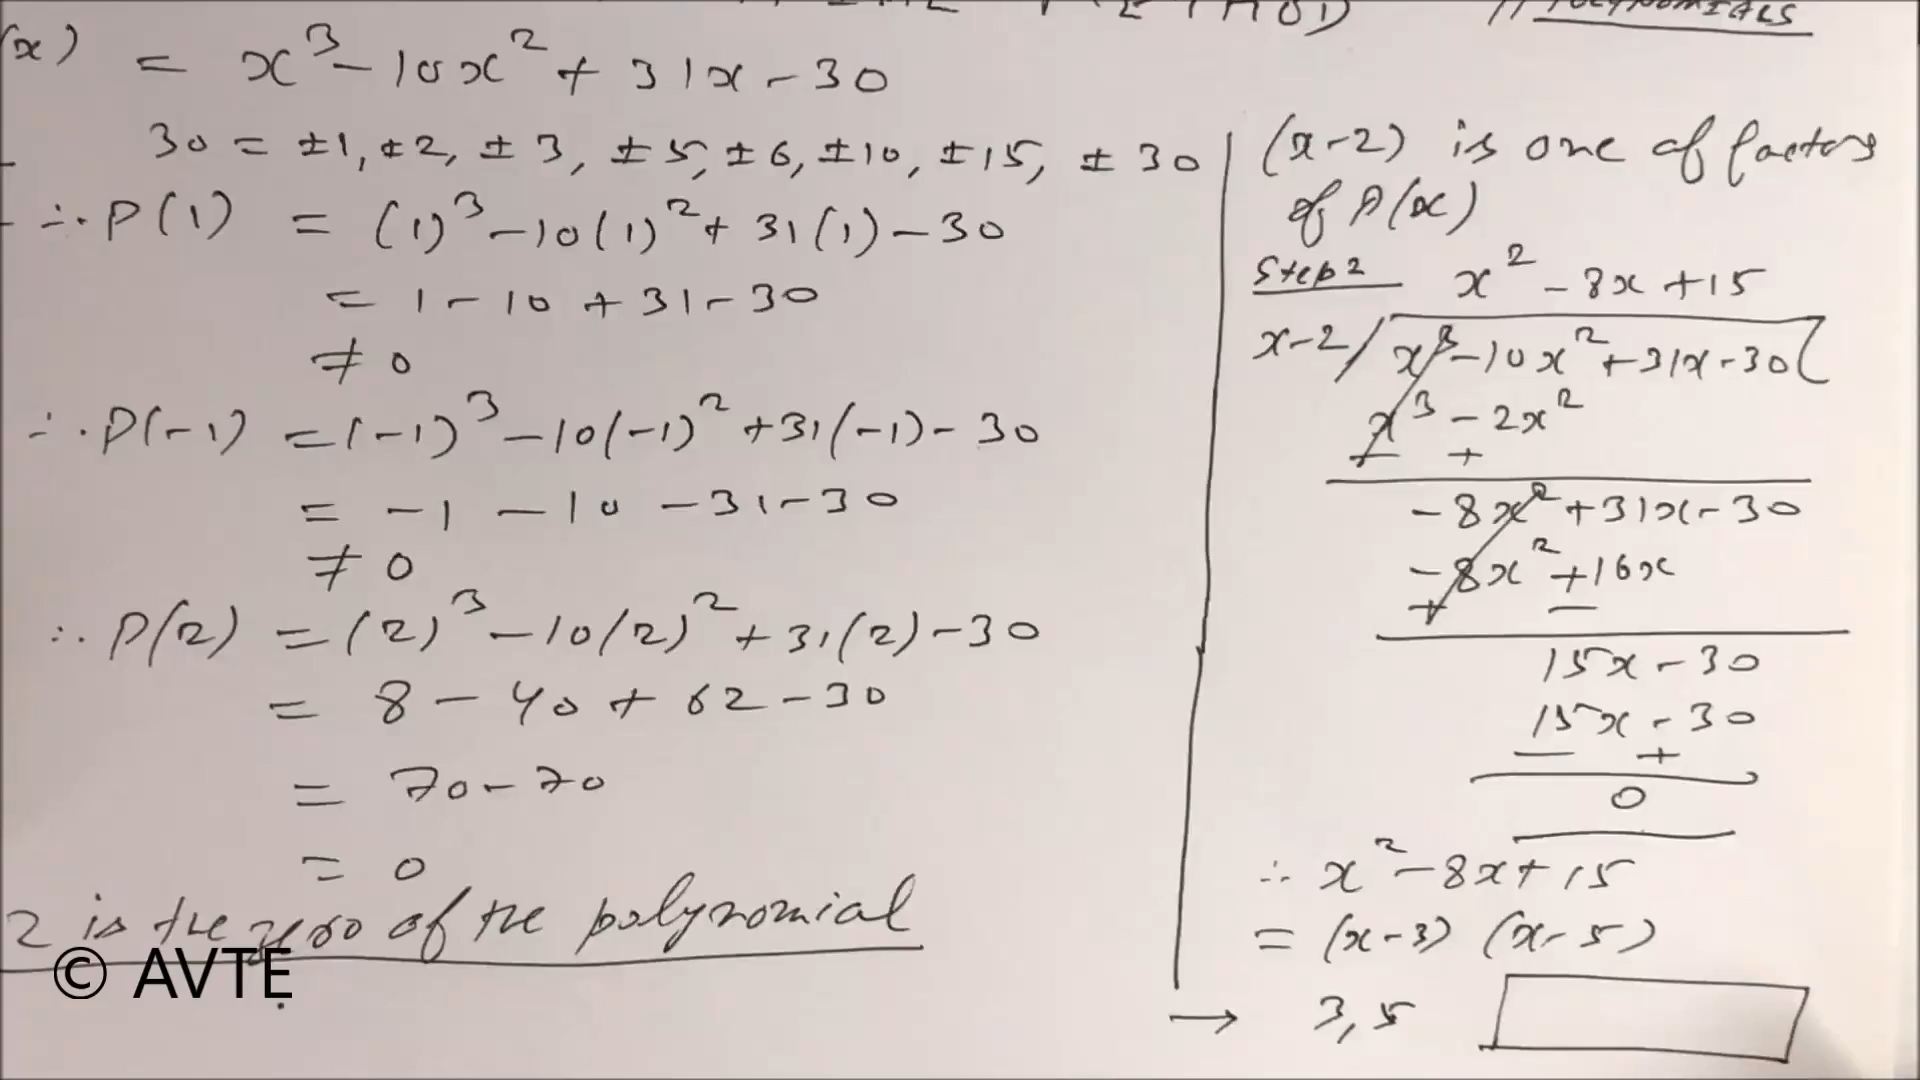 POLYNOMIALS
(x) = x³ - 10x² + 31x - 30
30 = ±1, ±2, ±3, ±5, ±6, ±10, ±15, ±30
∴ P(1) = (1)³ - 10(1)² + 31(1) - 30
= 1 - 10 + 31 - 30
≠ 0
∴ P(-1) = (-1)³ - 10(-1)² + 31(-1) - 30
= -1 - 10 - 31 - 30
≠ 0
∴ P(2) = (2)³ - 10(2)² + 31(2) - 30
= 8 - 40 + 62 - 30
= 70 - 70
= 0
2 is the zero of the polynomial
(x-2) is one of factors
of P(x)
Step 2 x² - 8x + 15
x-2 / x³ - 10x² + 31x - 30 (
x³ - 2x²
- +
-8x² + 31x - 30
-8x² + 16x
+ -
15x - 30
15x - 30
- +
0
∴ x² - 8x + 15
= (x-3) (x-5)
→ 3, 5
© AVTE